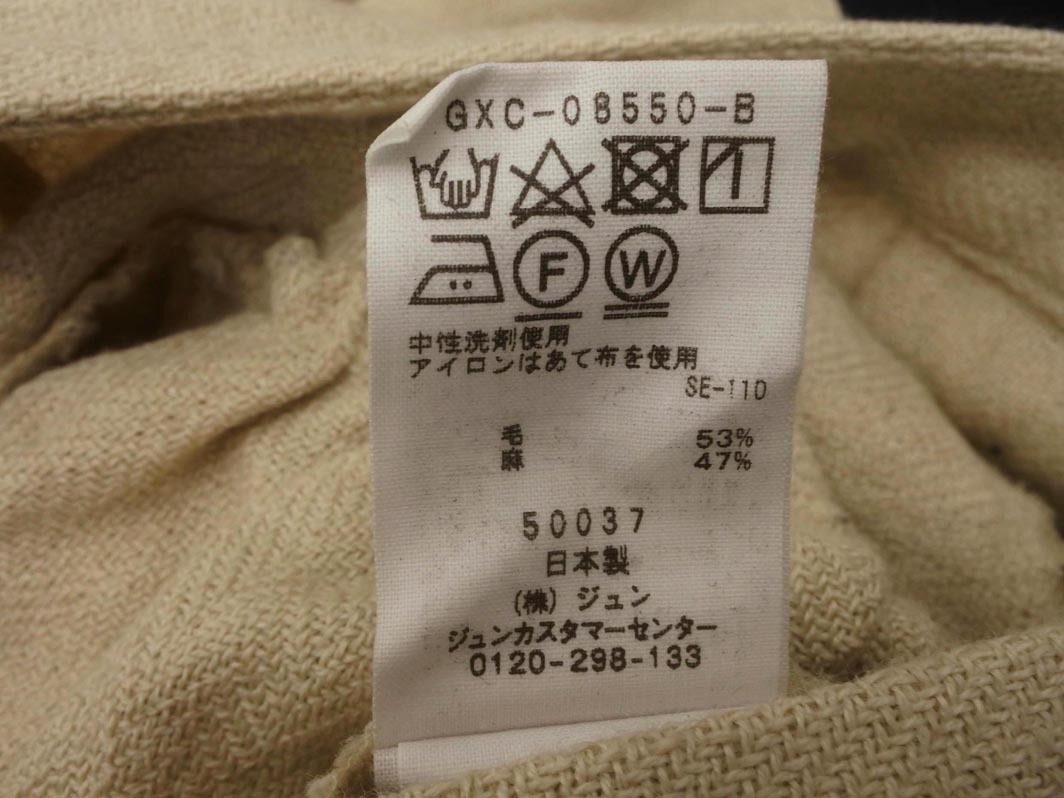 GXC-08550-B
F W
中性洗剤使用
アイロンはあて布を使用
SE-110
毛 53%
麻 47%
50037
日本製
(株) ジュン
ジュンカスタマーセンター
0120-298-133